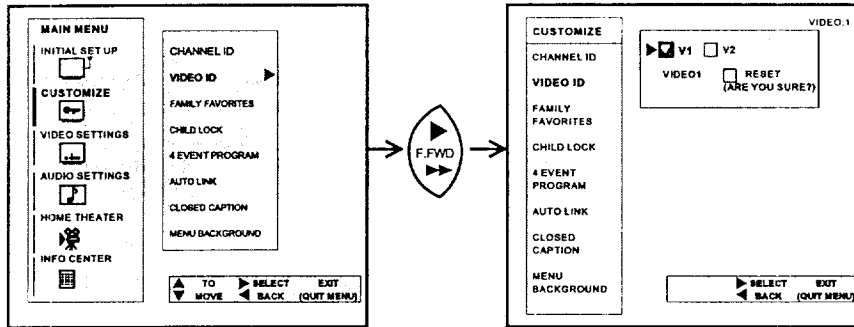 MAIN MENU
INITIAL SET UP
CUSTOMIZE
VIDEO SETTINGS
AUDIO SETTINGS
HOME THEATER
INFO CENTER
CHANNEL ID
VIDEO ID
FAMILY FAVORITES
CHILD LOCK
4 EVENT PROGRAM
AUTO LINK
CLOSED CAPTION
MENU BACKGROUND
TO SELECT EXIT
MOVE BACK (QUIT MENU)
F.FWD
VIDEO:1
CUSTOMIZE
CHANNEL ID
VIDEO ID
FAMILY
FAVORITES
CHILD LOCK
4 EVENT
PROGRAM
AUTO LINK
CLOSED
CAPTION
MENU
BACKGROUND
V1 V2
VIDEO1 RESET
(ARE YOU SURE?)
SELECT EXIT
BACK (QUIT MENU)